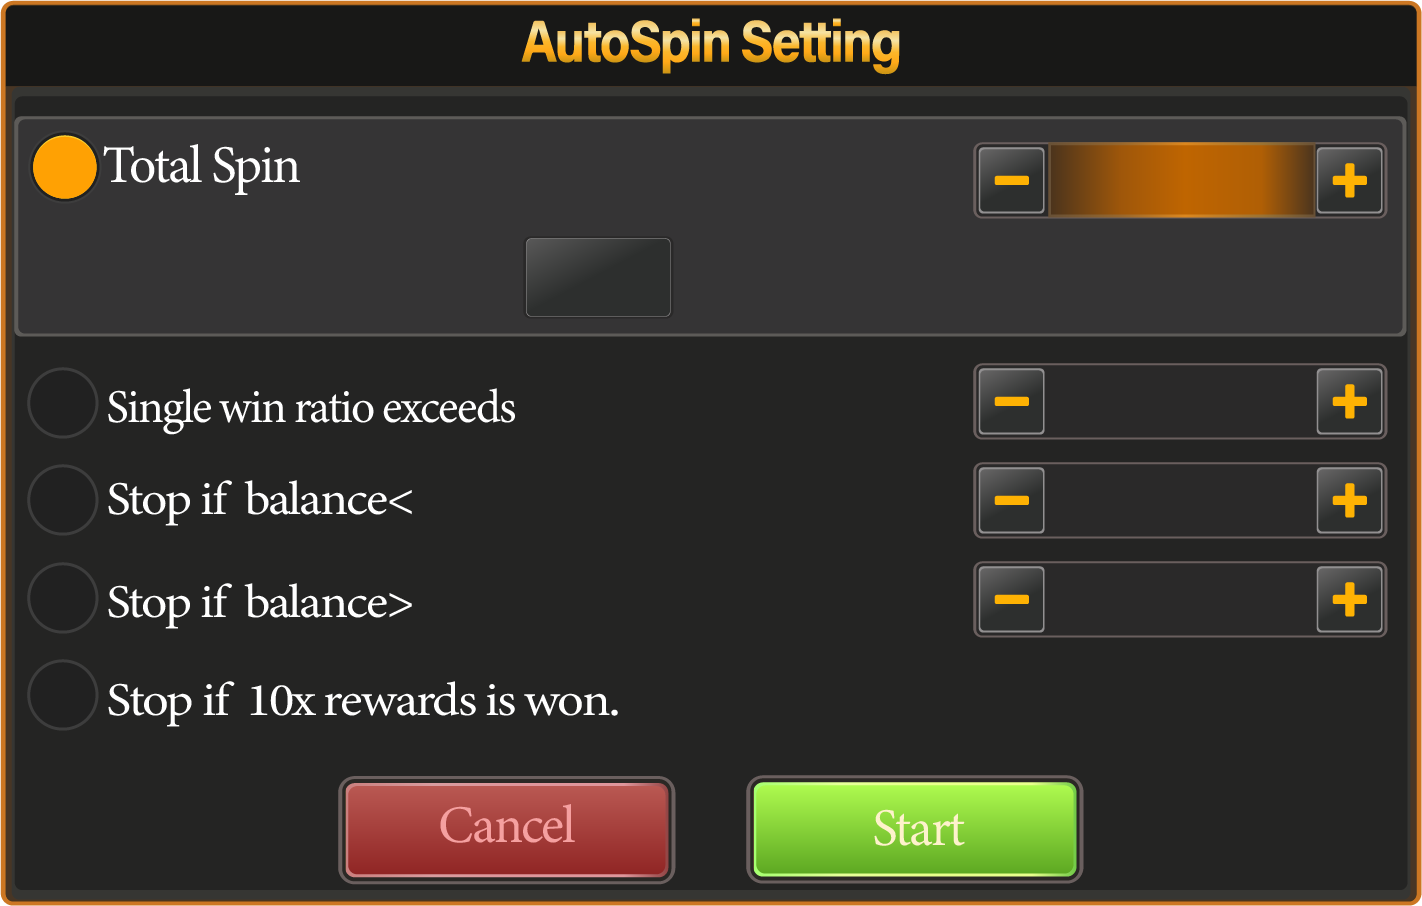 AutoSpin Setting
Total Spin
Single win ratio exceeds
Stop if balance<
Stop if balance>
Stop if 10x rewards is won.
Cancel
Start